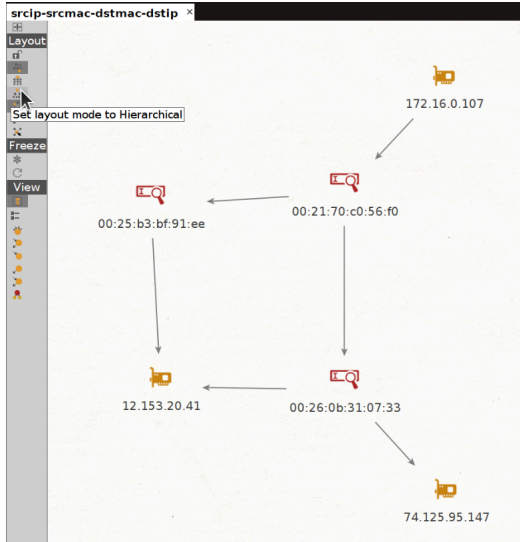 srcip-srcmac-dstmac-dstip ×
Layout
Set layout mode to Hierarchical
Freeze
View
172.16.0.107
00:21:70:c0:56:f0
00:25:b3:bf:91:ee
12.153.20.41
00:26:0b:31:07:33
74.125.95.147